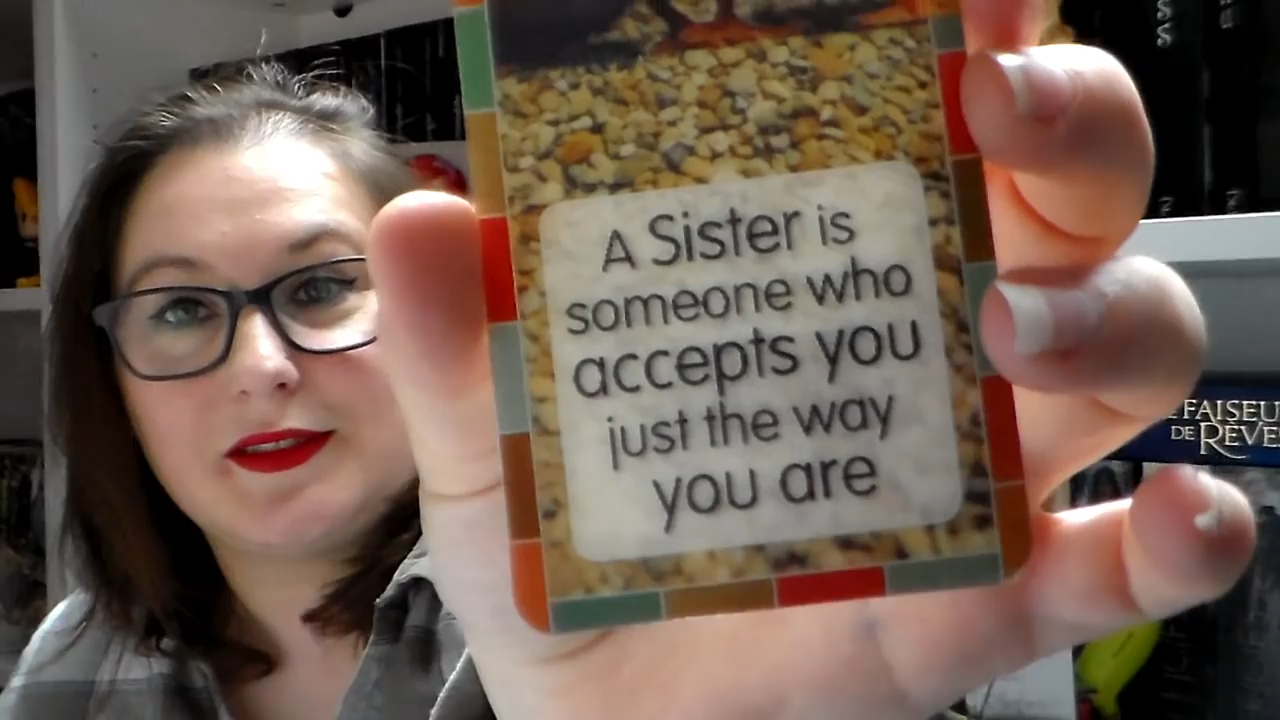 A Sister is
someone who
accepts you
just the way
you are
FAISEU
DE RÊVE